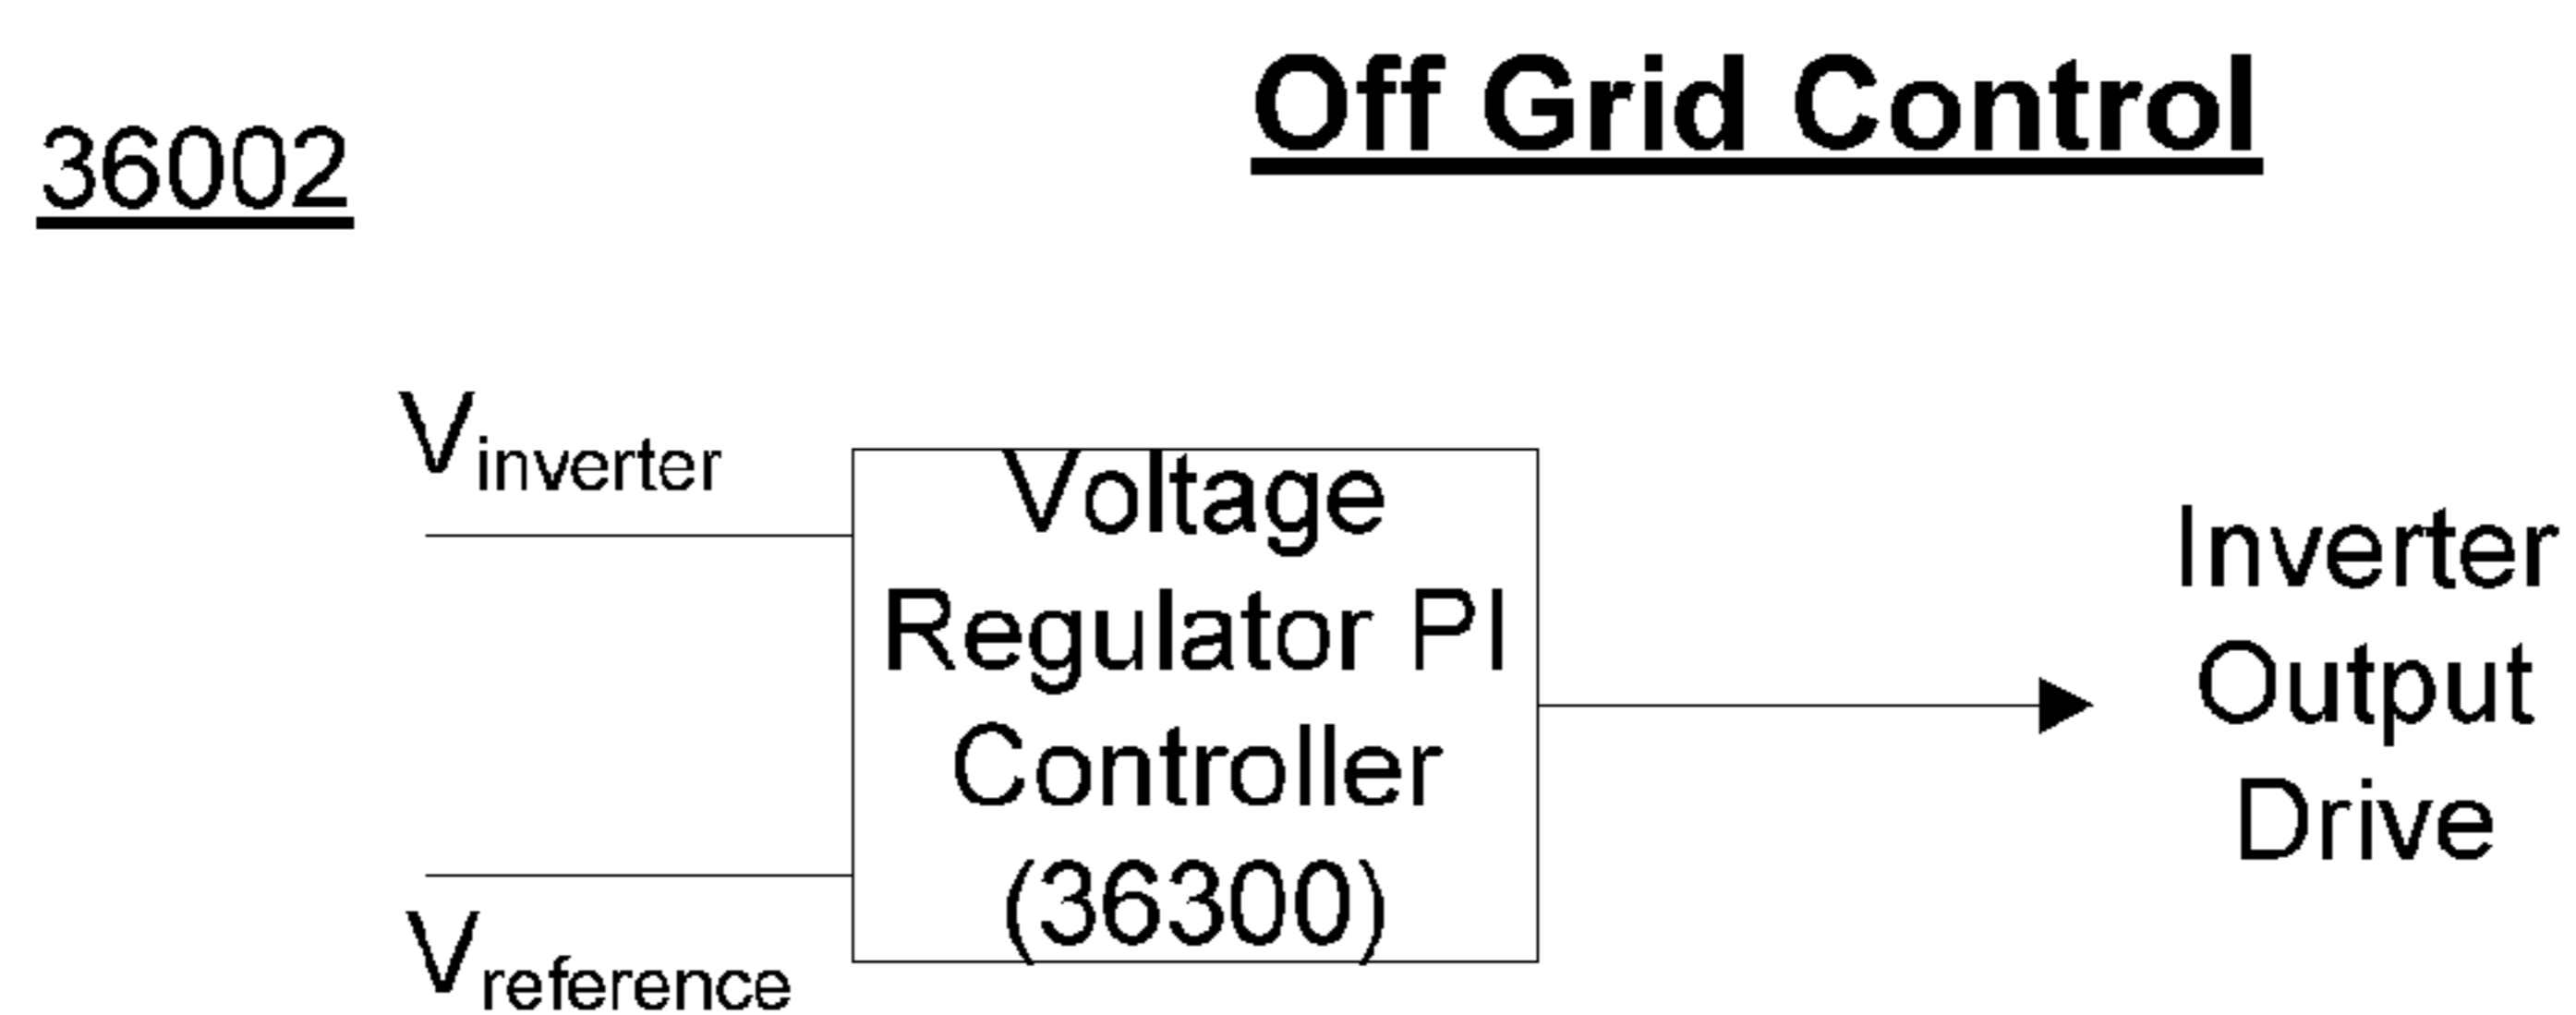 Off Grid Control
36002
Vinverter
Voltage
Regulator PI
Controller
(36300)
Vreference
Inverter
Output
Drive